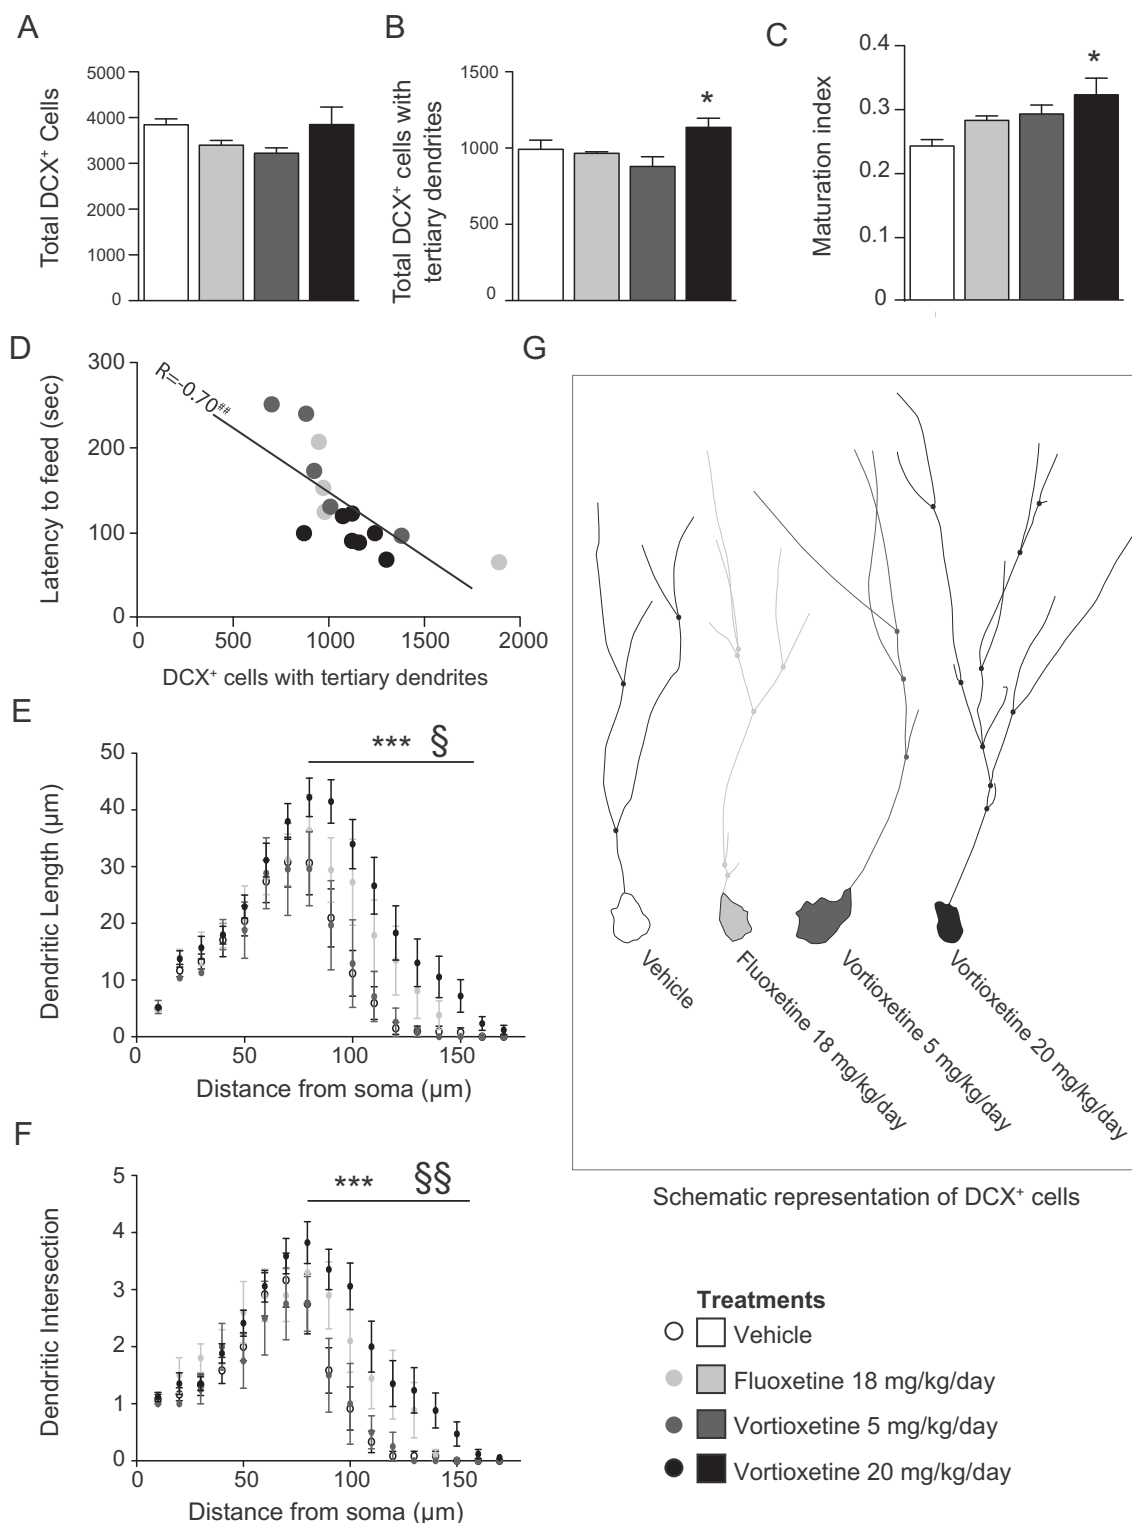 A
Total DCX⁺ Cells
5000
4000
3000
2000
1000
0
B
Total DCX⁺ cells with
tertiary dendrites
1500
1000
500
0
*
C
Maturation index
0.4
0.3
0.2
0.1
0
*
D
Latency to feed (sec)
300
200
100
0
R=-0.70##
0
500
1000
1500
2000
DCX⁺ cells with tertiary dendrites
E
Dendritic Length (µm)
50
40
30
20
10
0
*** §
50
100
150
Distance from soma (µm)
F
Dendritic Intersection
5
4
3
2
1
0
*** §§
0
50
100
150
Distance from soma (µm)
G
Vehicle
Fluoxetine 18 mg/kg/day
Vortioxetine 5 mg/kg/day
Vortioxetine 20 mg/kg/day
Schematic representation of DCX⁺ cells
Treatments
Vehicle
Fluoxetine 18 mg/kg/day
Vortioxetine 5 mg/kg/day
Vortioxetine 20 mg/kg/day